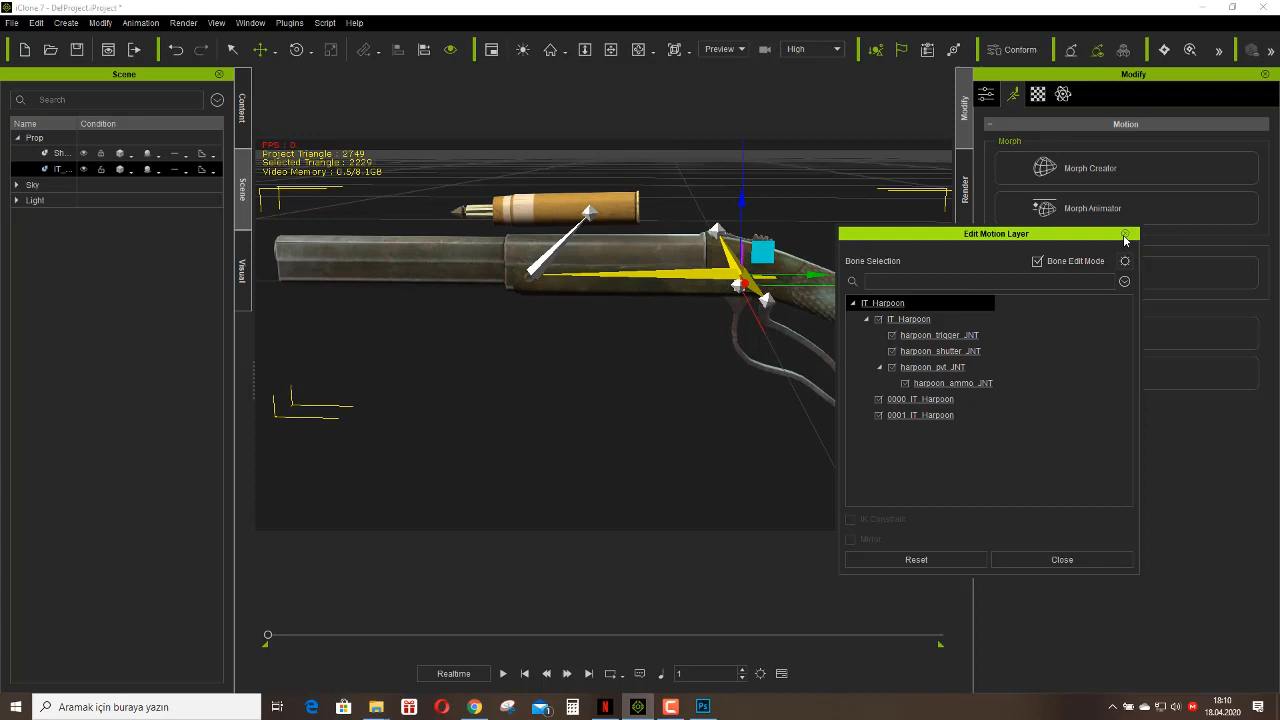 iClone 7 - DefProject.iProject *
File Edit Create Modify Animation Render View Window Plugins Script Help
Preview High Conform
Scene
Search
Name Condition
Prop
Sh...
IT_...
Sky
Light
Content
Scene
Visual
FPS : 0
Project Triangle : 2749
Selected Triangle : 2229
Video Memory : 0.5/8.1GB
Modify
Render
Modify
Motion
Morph
Morph Creator
Morph Animator
Edit Motion Layer
Bone Selection Bone Edit Mode
IT_Harpoon
IT_Harpoon
harpoon_trigger_JNT
harpoon_shutter_JNT
harpoon_pvt_JNT
harpoon_ammo_JNT
0000_IT_Harpoon
0001_IT_Harpoon
IK Constrain
Mirror
Reset Close
Realtime 1
Aramak için buraya yazın
18:10
18.04.2020